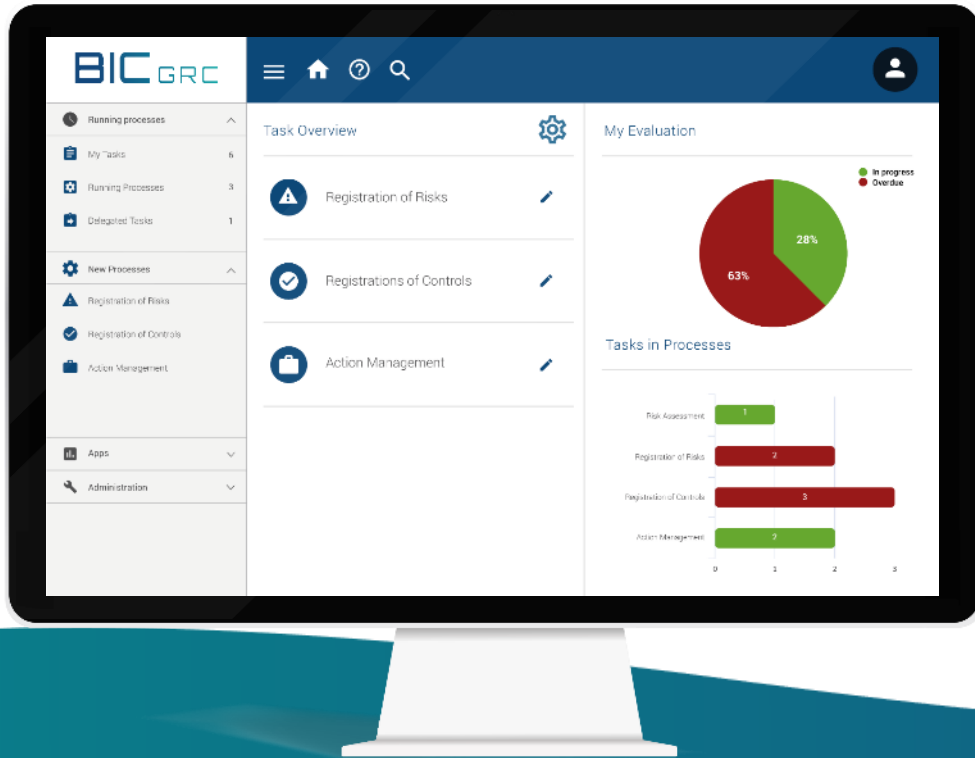 BIC GRC
Running processes
My Tasks 6
Running Processes 3
Delegated Tasks 1
New Processes
Registration of Risks
Registration of Controls
Action Management
Apps
Administration
Task Overview
Registration of Risks
Registrations of Controls
Action Management
My Evaluation
In progress
Overdue
28%
63%
Tasks in Processes
Risk Assessment 1
Registration of Risks 2
Registration of Controls 3
Action Management 2
0 1 2 3